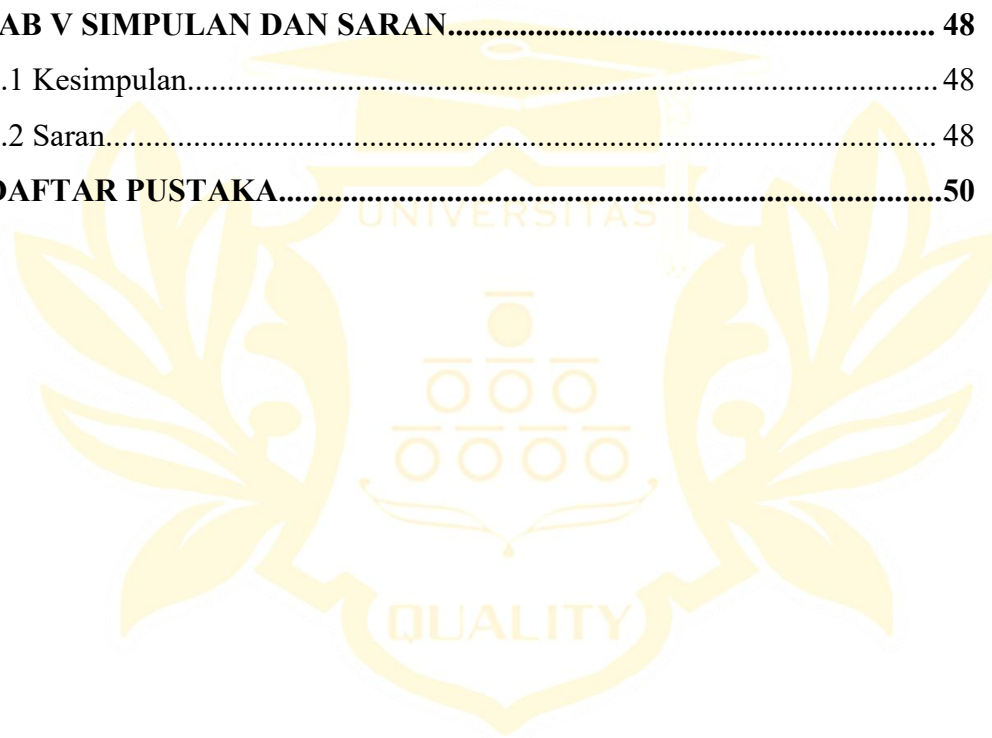 AB V SIMPULAN DAN SARAN.................................................................. 48
.1 Kesimpulan.................................................................................................. 48
.2 Saran............................................................................................................ 48
DAFTAR PUSTAKA......................................................................................50
UNIVERSITAS
QUALITY